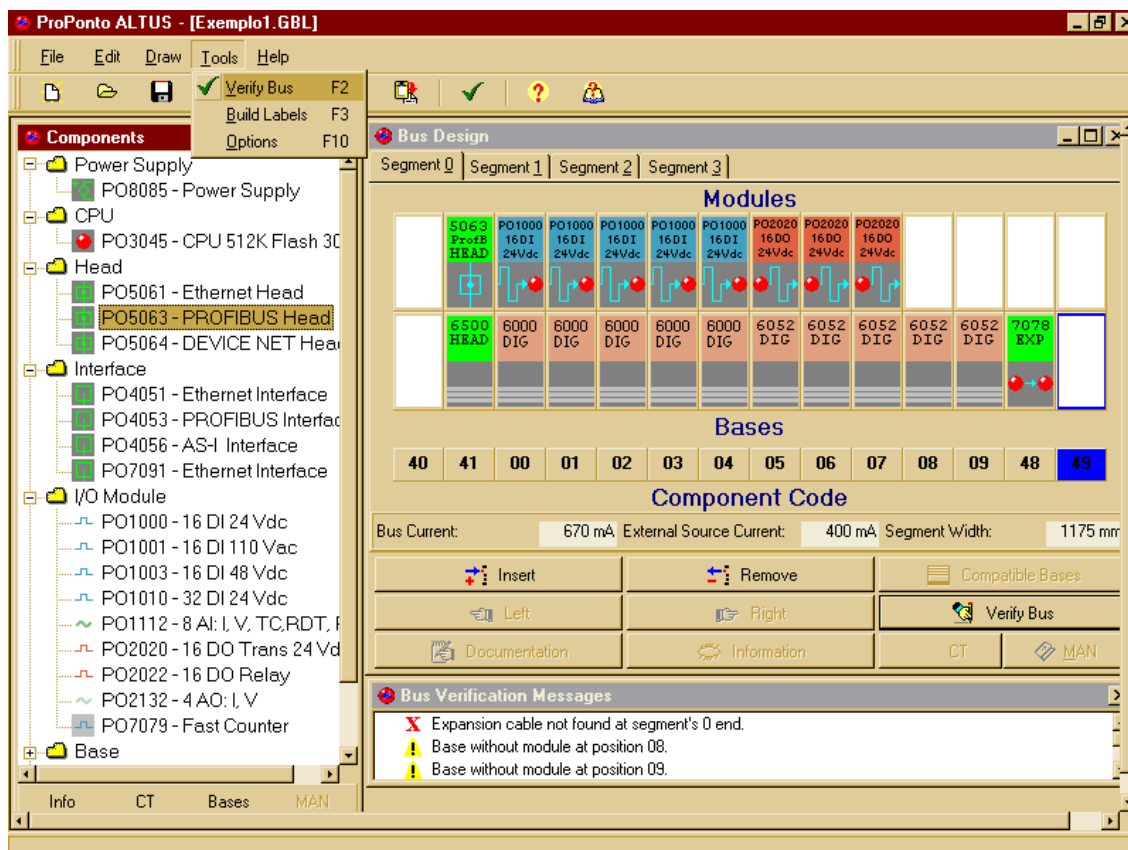 ProPonto ALTUS - [Exemplo1.GBL]
File Edit Draw Tools Help
Verify Bus F2
Build Labels F3
Options F10
Components
Power Supply
PO8085 - Power Supply
CPU
PO3045 - CPU 512K Flash 30
Head
PO5061 - Ethernet Head
PO5063 - PROFIBUS Head
PO5064 - DEVICE NET Hea
Interface
PO4051 - Ethernet Interface
PO4053 - PROFIBUS Interfac
PO4056 - AS-I Interface
PO7091 - Ethernet Interface
I/O Module
PO1000 - 16 DI 24 Vdc
PO1001 - 16 DI 110 Vac
PO1003 - 16 DI 48 Vdc
PO1010 - 32 DI 24 Vdc
PO1112 - 8 AI: I, V, TC,RDT,
PO2020 - 16 DO Trans 24 Vd
PO2022 - 16 DO Relay
PO2132 - 4 AO: I, V
PO7079 - Fast Counter
Base
Info CT Bases MAN
Bus Design
Segment 0 Segment 1 Segment 2 Segment 3
Modules
5063 PO1000 PO1000 PO1000 PO1000 PO1000 PO2020 PO2020 PO2020
ProfB 16DI 16DI 16DI 16DI 16DI 16DO 16DO 16DO
HEAD 24Vdc 24Vdc 24Vdc 24Vdc 24Vdc 24Vdc 24Vdc 24Vdc
6500 6000 6000 6000 6000 6000 6052 6052 6052 6052 6052 7078
HEAD DIG DIG DIG DIG DIG DIG DIG DIG DIG DIG EXP
Bases
40 41 00 01 02 03 04 05 06 07 08 09 48 49
Component Code
Bus Current: 670 mA External Source Current: 400 mA Segment Width: 1175 mm
Insert Remove Compatible Bases
Left Right Verify Bus
Documentation Information CT MAN
Bus Verification Messages
X Expansion cable not found at segment's 0 end.
! Base without module at position 08.
! Base without module at position 09.